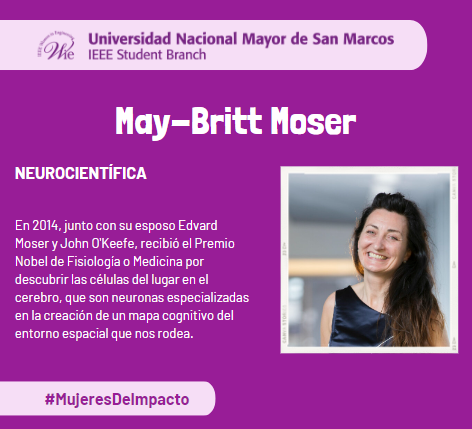 Universidad Nacional Mayor de San Marcos
IEEE Student Branch
May-Britt Moser
NEUROCIENTÍFICA
En 2014, junto con su esposo Edvard
Moser y John O'Keefe, recibió el Premio
Nobel de Fisiología o Medicina por
descubrir las células del lugar en el
cerebro, que son neuronas especializadas
en la creación de un mapa cognitivo del
entorno espacial que nos rodea.
#MujeresDeImpacto